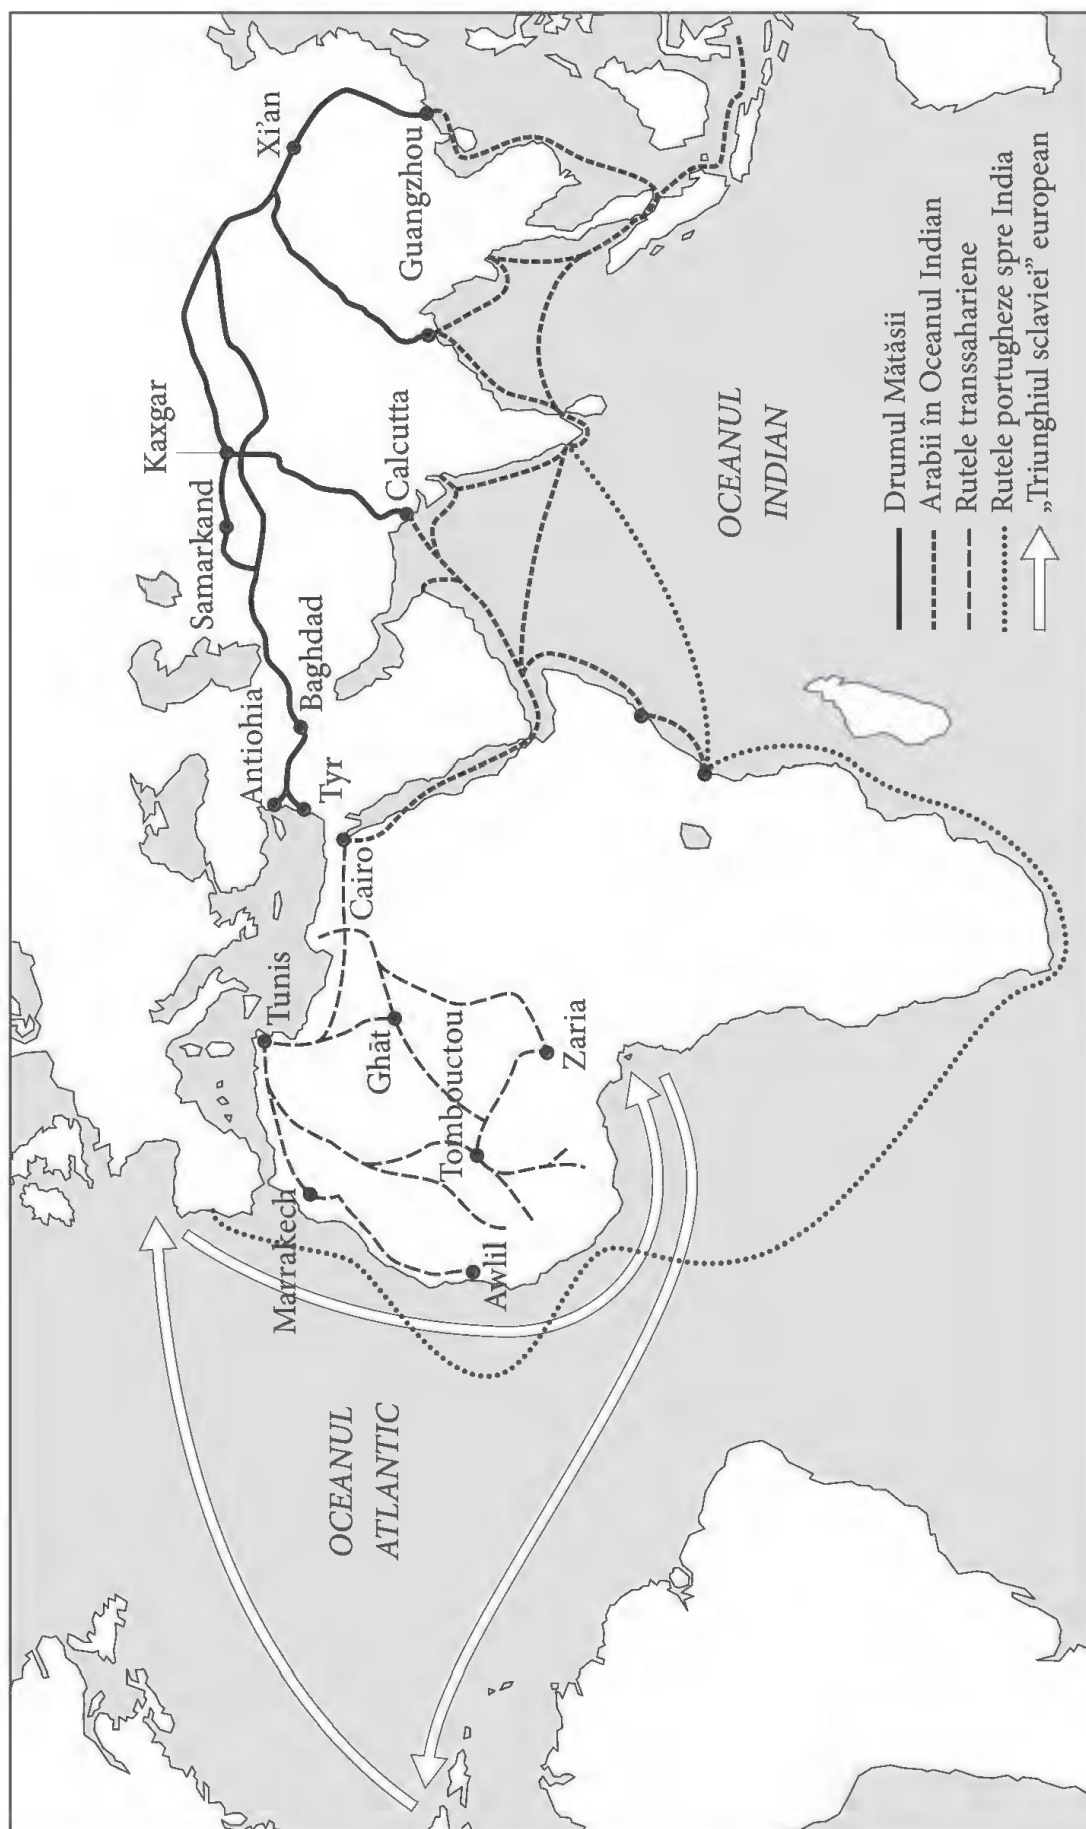 Xi’an
Kaxgar
Samarkand
Guangzhou
Antiohia
Baghdad
Calcutta
Tyr
Tunis
Cairo
Marrakech
Ghāt
Tombouctou
Zaria
Awlil
OCEANUL
ATLANTIC
OCEANUL
INDIAN
Drumul Mătăsii
Arabii în Oceanul Indian
Rutele transsahariene
Rutele portugheze spre India
„Triunghiul sclaviei” european